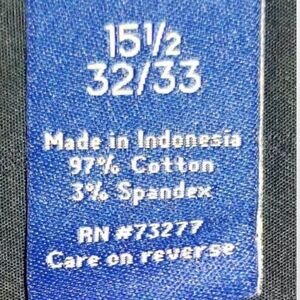 15½
32/33
Made in Indonesia
97% Cotton
3% Spandex
RN #73277
Care on reverse